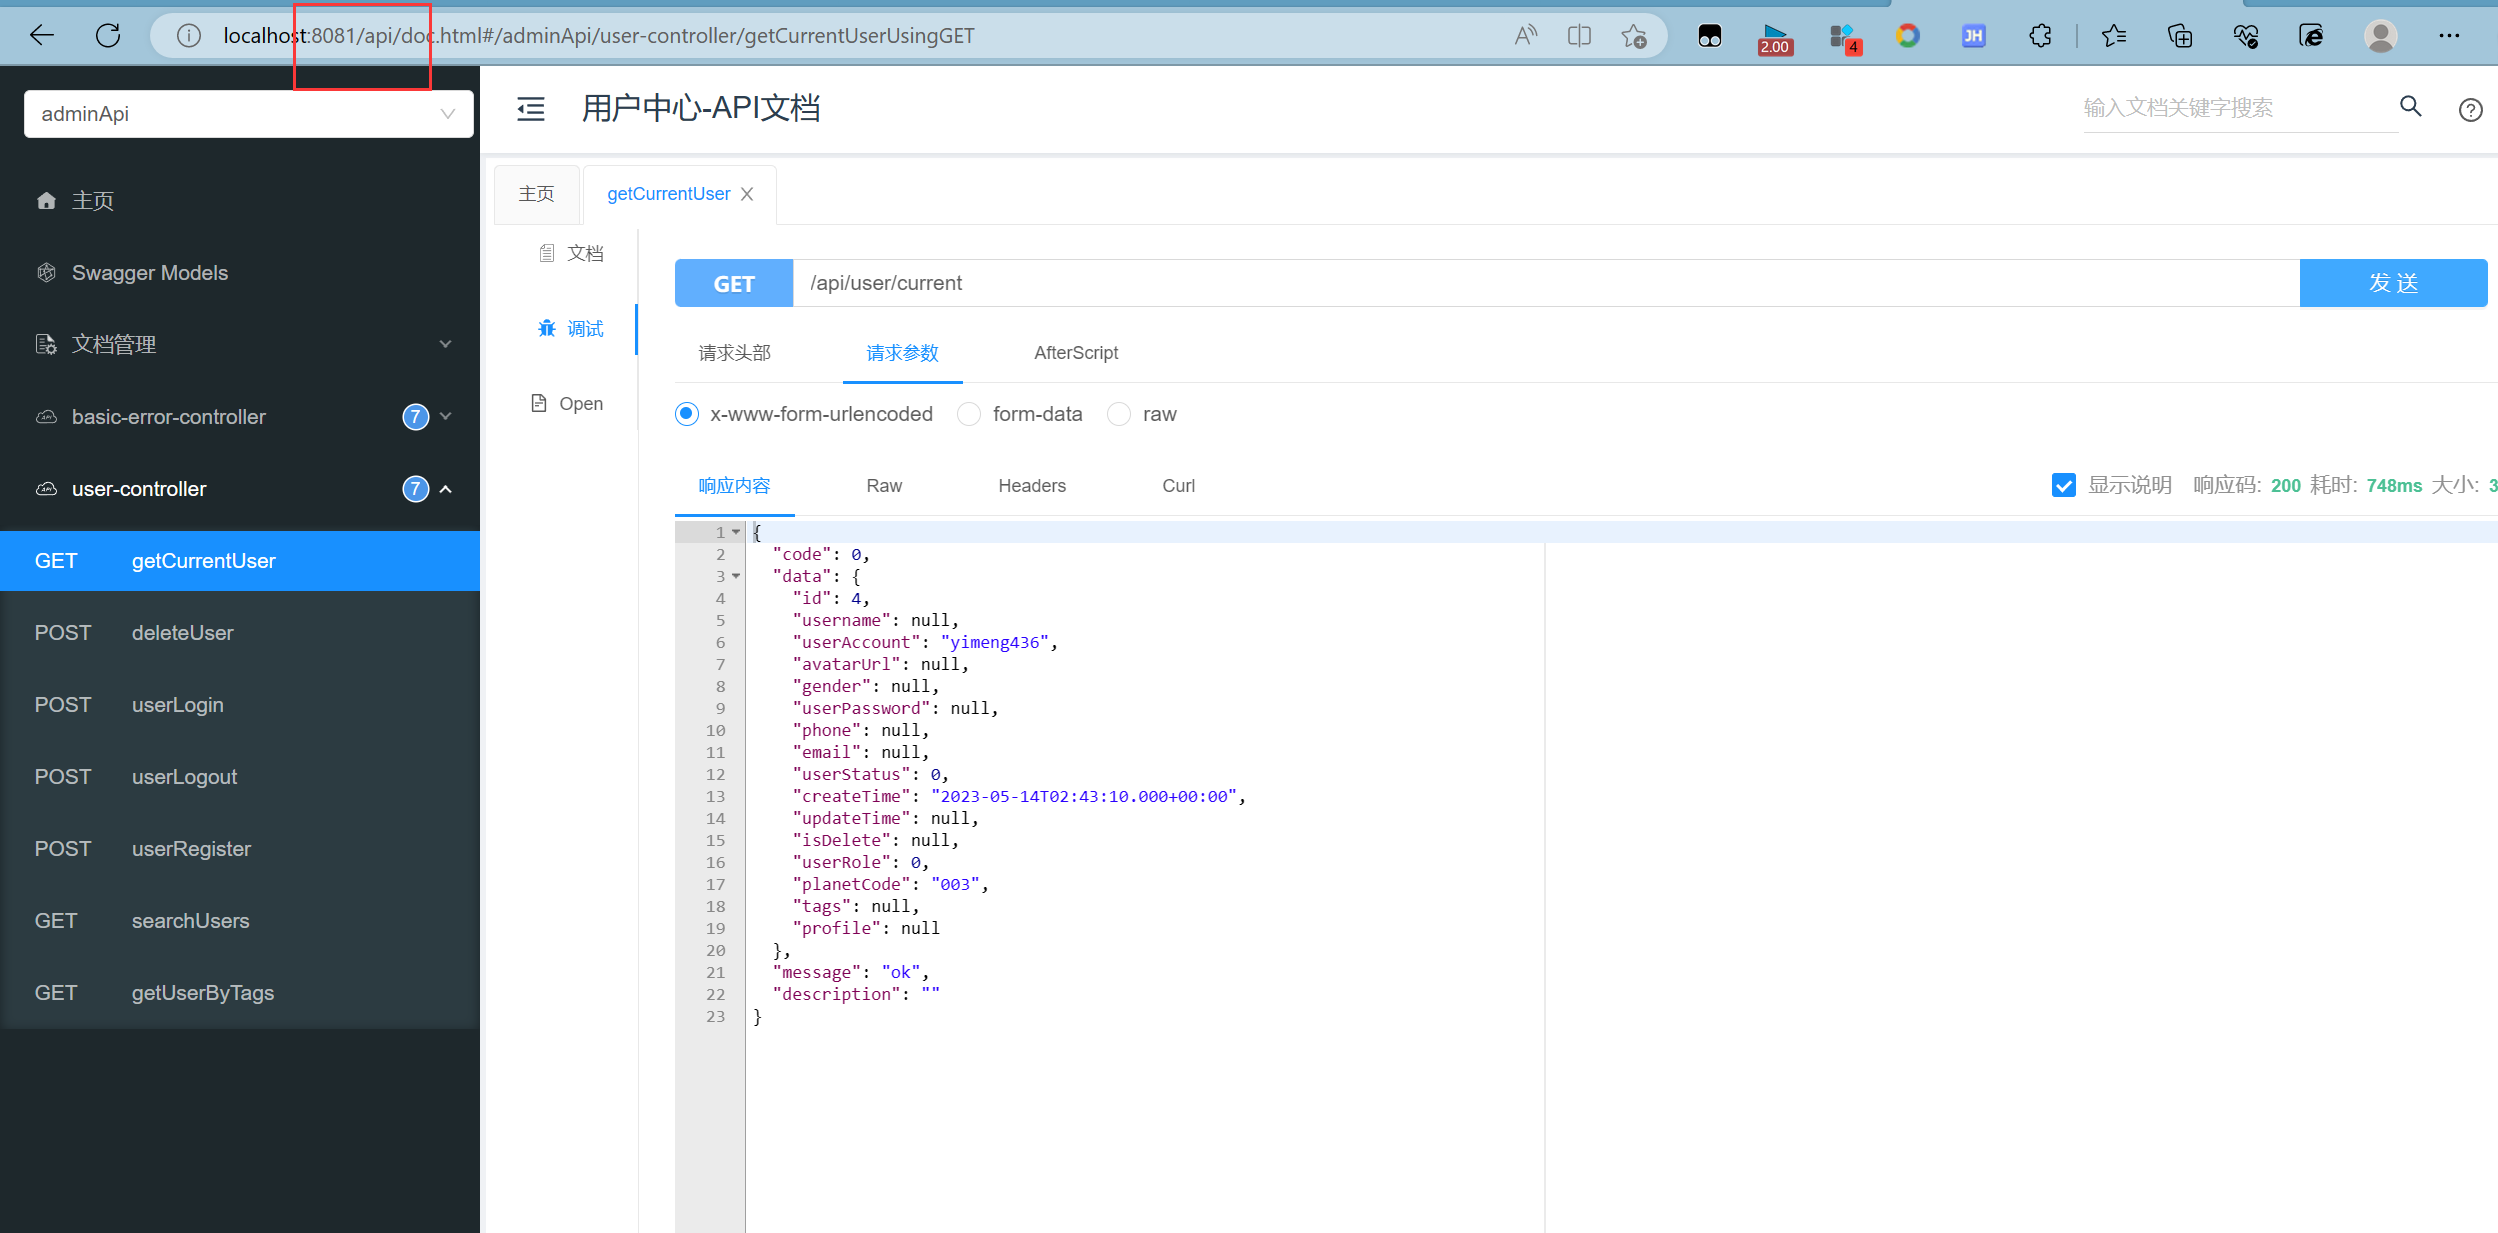 localhost:8081/api/doc.html#/adminApi/user-controller/getCurrentUserUsingGET
2.00
4
JH
adminApi
用户中心-API文档
输入文档关键字搜索
主页
Swagger Models
文档管理
basic-error-controller 7
user-controller 7
GET getCurrentUser
POST deleteUser
POST userLogin
POST userLogout
POST userRegister
GET searchUsers
GET getUserByTags
主页 getCurrentUser
文档
调试
Open
GET /api/user/current 发 送
请求头部 请求参数 AfterScript
x-www-form-urlencoded form-data raw
响应内容 Raw Headers Curl 显示说明 响应码: 200 耗时: 748ms 大小: 3
1 {
2 "code": 0,
3 "data": {
4 "id": 4,
5 "username": null,
6 "userAccount": "yimeng436",
7 "avatarUrl": null,
8 "gender": null,
9 "userPassword": null,
10 "phone": null,
11 "email": null,
12 "userStatus": 0,
13 "createTime": "2023-05-14T02:43:10.000+00:00",
14 "updateTime": null,
15 "isDelete": null,
16 "userRole": 0,
17 "planetCode": "003",
18 "tags": null,
19 "profile": null
20 },
21 "message": "ok",
22 "description": ""
23 }